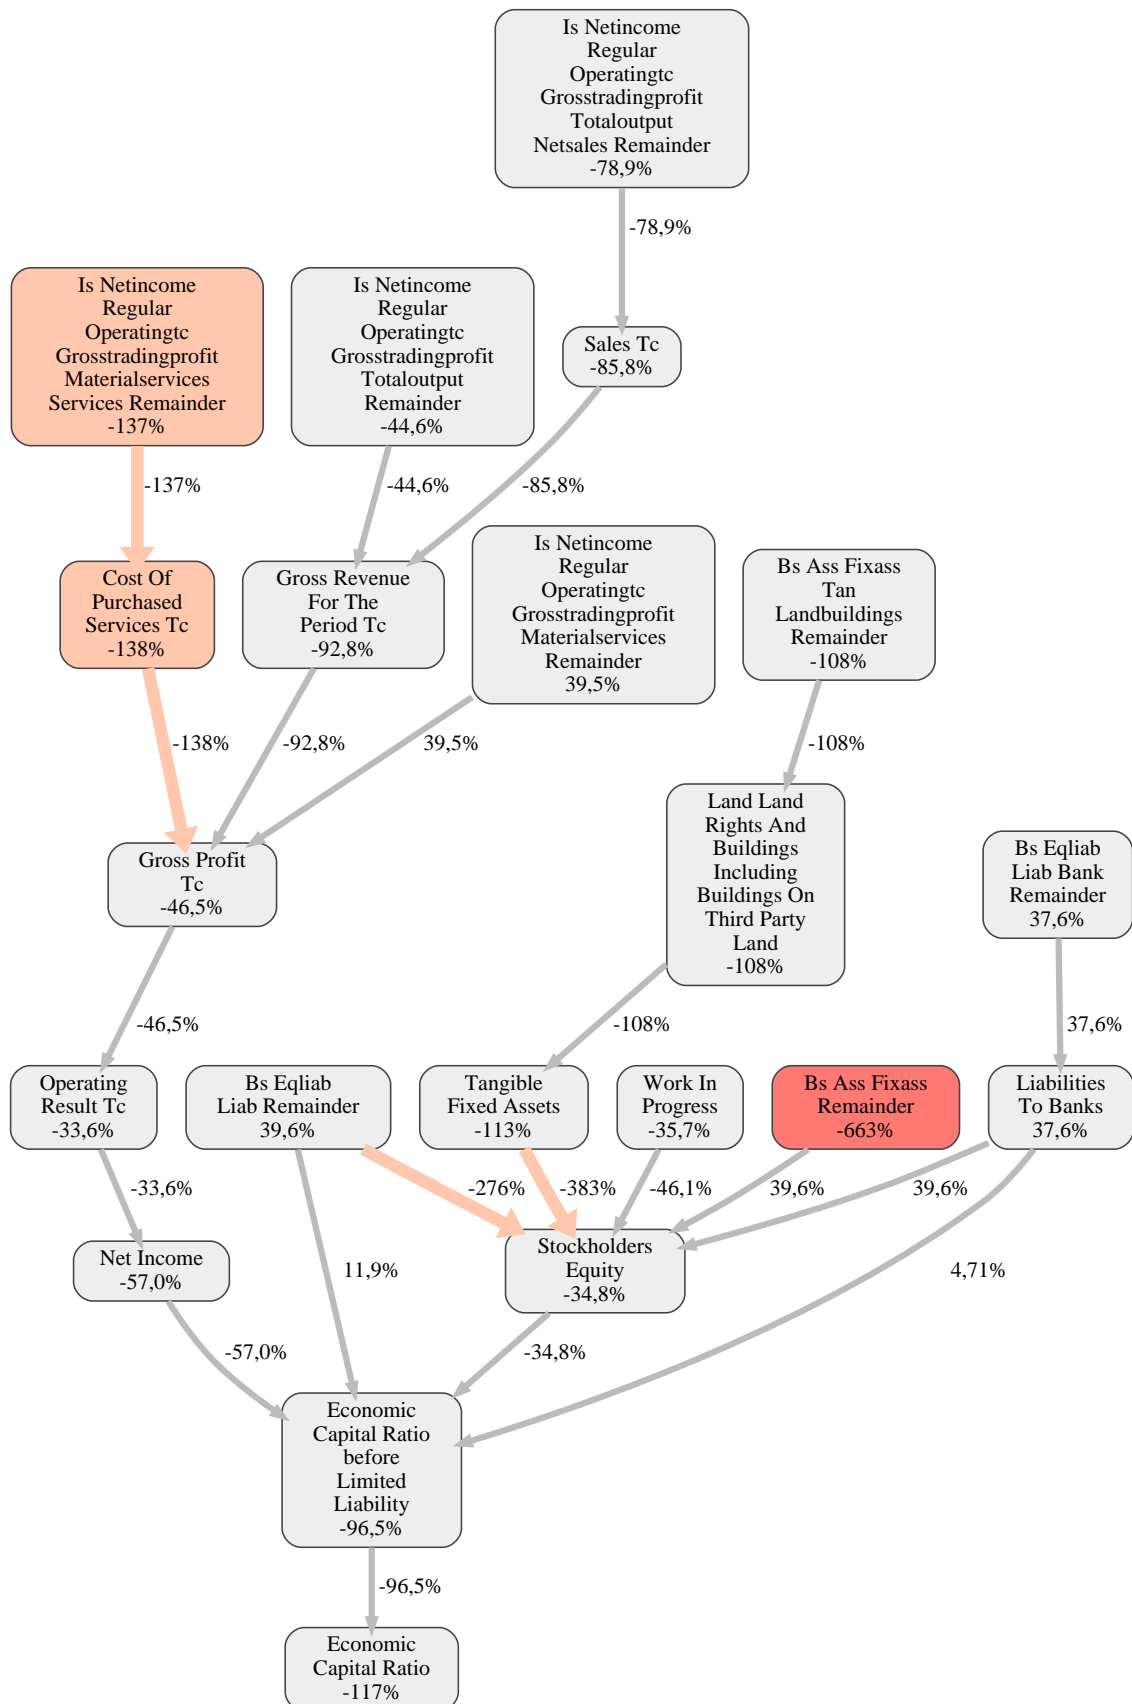 Is Netincome
Regular
Operatingtc
Grosstradingprofit
Totaloutput
Netsales Remainder
-78,9%
-78,9%
Is Netincome
Regular
Operatingtc
Grosstradingprofit
Materialservices
Services Remainder
-137%
Is Netincome
Regular
Operatingtc
Grosstradingprofit
Totaloutput
Remainder
-44,6%
Sales Tc
-85,8%
-137%
-44,6%
-85,8%
Cost Of
Purchased
Services Tc
-138%
Gross Revenue
For The
Period Tc
-92,8%
Is Netincome
Regular
Operatingtc
Grosstradingprofit
Materialservices
Remainder
39,5%
Bs Ass Fixass
Tan
Landbuildings
Remainder
-108%
-138%
-92,8%
39,5%
-108%
Gross Profit
Tc
-46,5%
Land Land
Rights And
Buildings
Including
Buildings On
Third Party
Land
-108%
Bs Eqliab
Liab Bank
Remainder
37,6%
-46,5%
-108%
37,6%
Operating
Result Tc
-33,6%
Bs Eqliab
Liab Remainder
39,6%
Tangible
Fixed Assets
-113%
Work In
Progress
-35,7%
Bs Ass Fixass
Remainder
-663%
Liabilities
To Banks
37,6%
-33,6%
-276%
-383%
-46,1%
39,6%
39,6%
Net Income
-57,0%
11,9%
Stockholders
Equity
-34,8%
4,71%
-57,0%
-34,8%
Economic
Capital Ratio
before
Limited
Liability
-96,5%
-96,5%
Economic
Capital Ratio
-117%